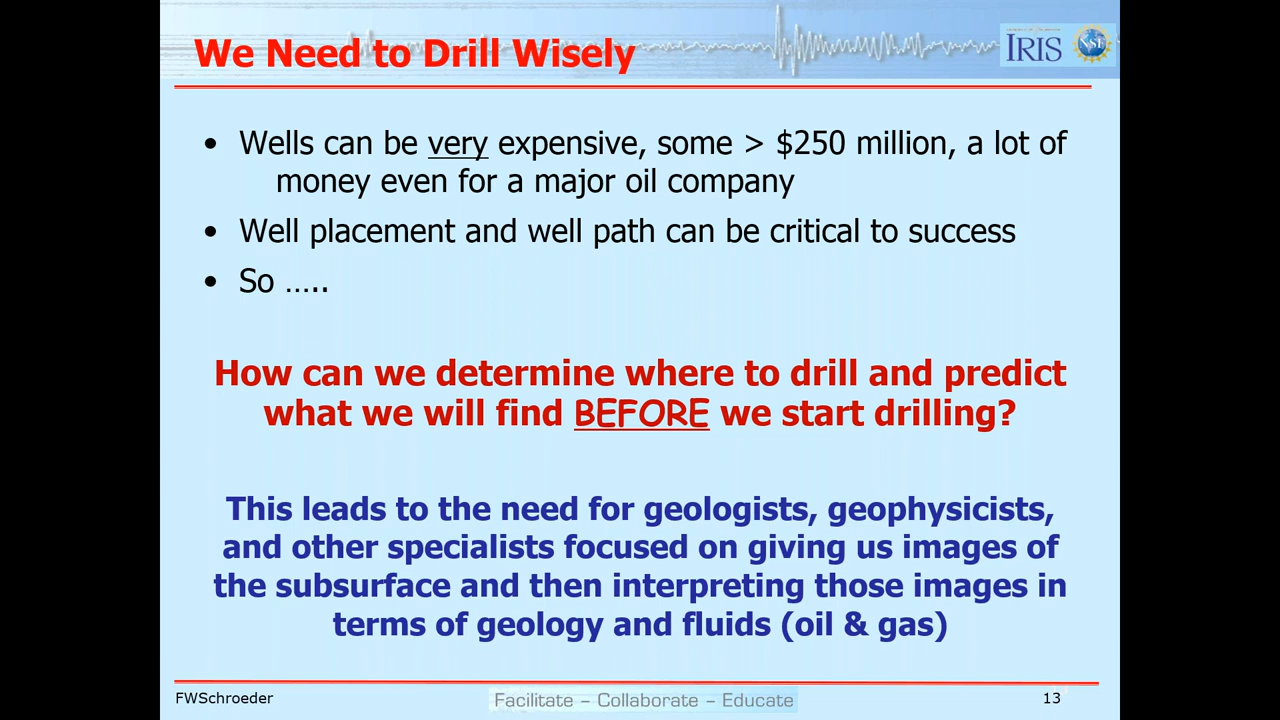 We Need to Drill Wisely
IRIS
NSF
• Wells can be very expensive, some > $250 million, a lot of
money even for a major oil company
• Well placement and well path can be critical to success
• So …..
How can we determine where to drill and predict
what we will find BEFORE we start drilling?
This leads to the need for geologists, geophysicists,
and other specialists focused on giving us images of
the subsurface and then interpreting those images in
terms of geology and fluids (oil & gas)
FWSchroeder
Facilitate – Collaborate – Educate
13